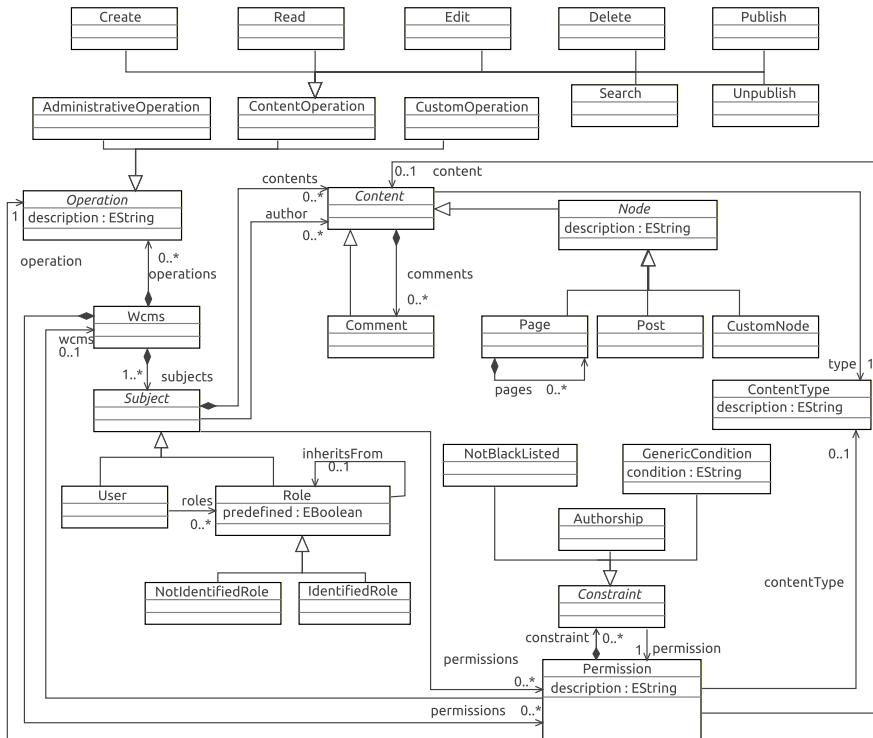 Create Read Edit Delete Publish
AdministrativeOperation ContentOperation CustomOperation Search Unpublish
contents 0..1 content
Operation 0..* Content Node
1 description : EString author description : EString
0..*
operation 0..*
operations comments
0..*
Wcms Comment Page Post CustomNode
wcms
0..1
type 1
1..* subjects pages 0..* ContentType
Subject description : EString
inheritsFrom NotBlackListed GenericCondition 0..1
0..1 condition : EString
User roles Role
0..* predefined : EBoolean Authorship
NotIdentifiedRole IdentifiedRole Constraint contentType
constraint 0..* 1 permission
permissions Permission
0..* description : EString
permissions 0..*